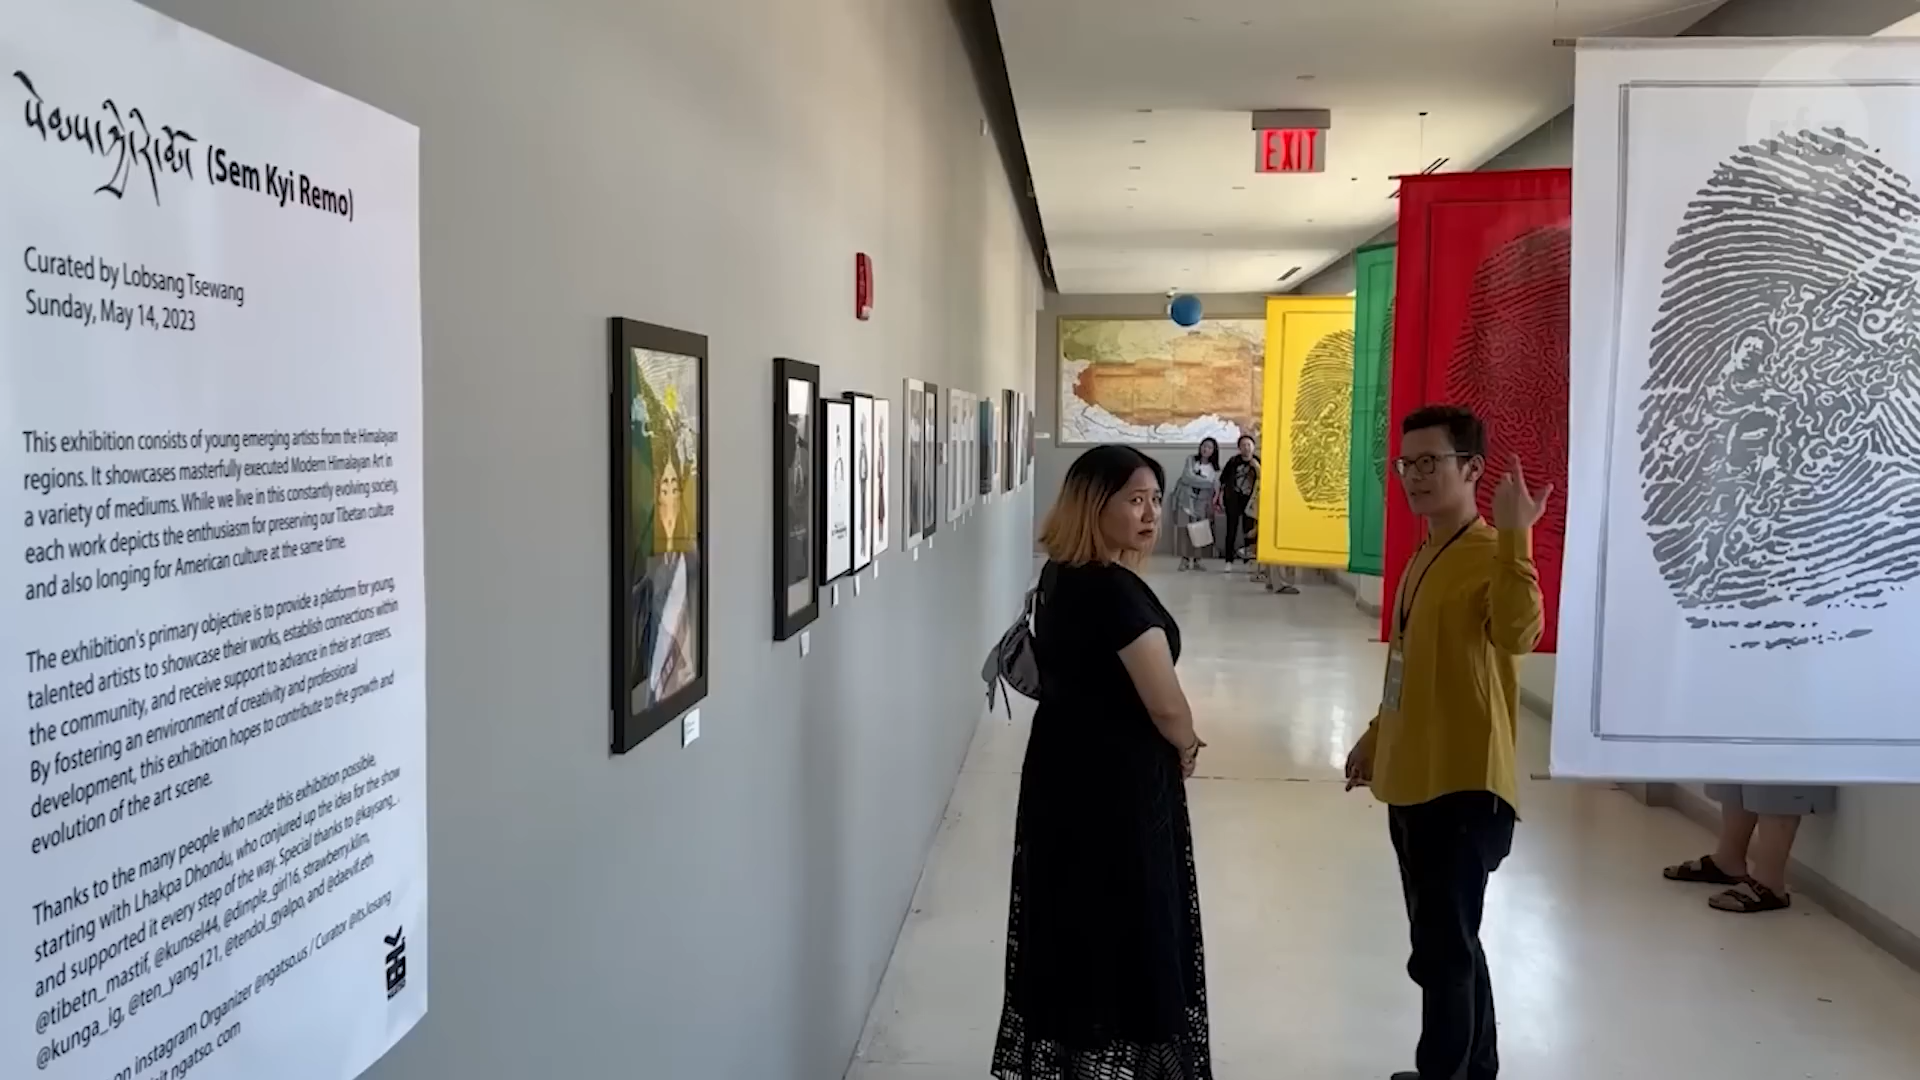 (Sem Kyi Remo)
Curated by Lobsang Tsewang
Sunday, May 14, 2023
This exhibition consists of young emerging artists from the Himalayan
regions. It showcases masterfully executed Modern Himalayan Art in
a variety of mediums. While we live in this constantly evolving society,
each work depicts the enthusiasm for preserving our Tibetan culture
and also longing for American culture at the same time.
The exhibition's primary objective is to provide a platform for young,
talented artists to showcase their works, establish connections within
the community, and receive support to advance in their art careers.
By fostering an environment of creativity and professional
development, this exhibition hopes to contribute to the growth and
evolution of the art scene.
Thanks to the many people who made this exhibition possible,
starting with Lhakpa Dhondu, who conjured up the idea for the show
and supported it every step of the way. Special thanks to @kaysang_.
@tibetn_mastif, @kunsel44, @dimple_girl16, strawberry.klim,
@kunga_ig, @ten_yang121, @tendol_gyalpo, and @daevif.eth
on instagram Organizer @ngatso.us / Curator @its.losang
ngatso. com
EXIT
rfa